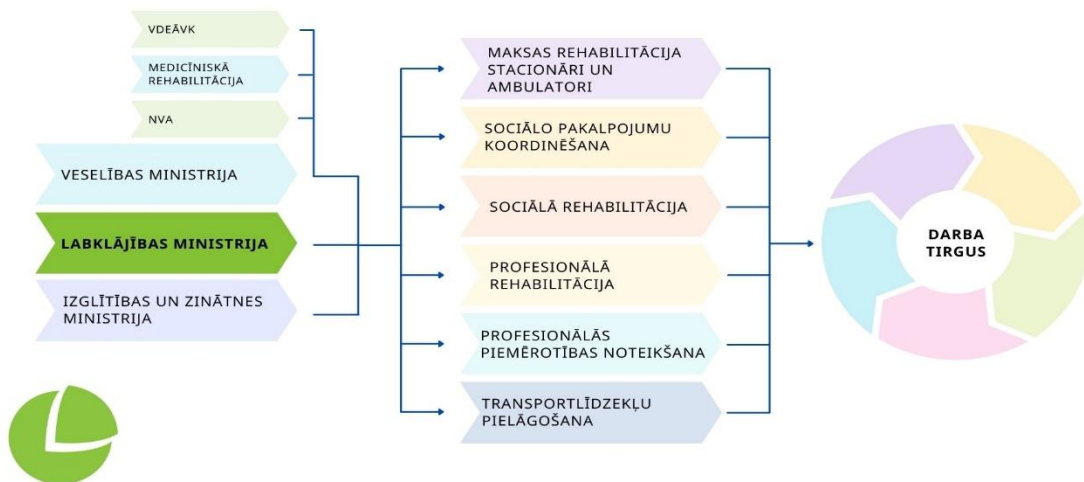 VDEĀVK
MEDICĪNISKĀ
REHABILITĀCIJA
NVA
VESELĪBAS MINISTRIJA
LABKLĀJĪBAS MINISTRIJA
IZGLĪTĪBAS UN ZINĀTNES
MINISTRIJA
MAKSAS REHABILITĀCIJA
STACIONĀRI UN
AMBULATORI
SOCIĀLO PAKALPOJUMU
KOORDINĒŠANA
SOCIĀLĀ REHABILITĀCIJA
PROFESIONĀLĀ
REHABILITĀCIJA
PROFESIONĀLĀS
PIEMĒROTĪBAS NOTEIKŠANA
TRANSPORTLĪDZEKĻU
PIELĀGOŠANA
DARBA
TIRGUS